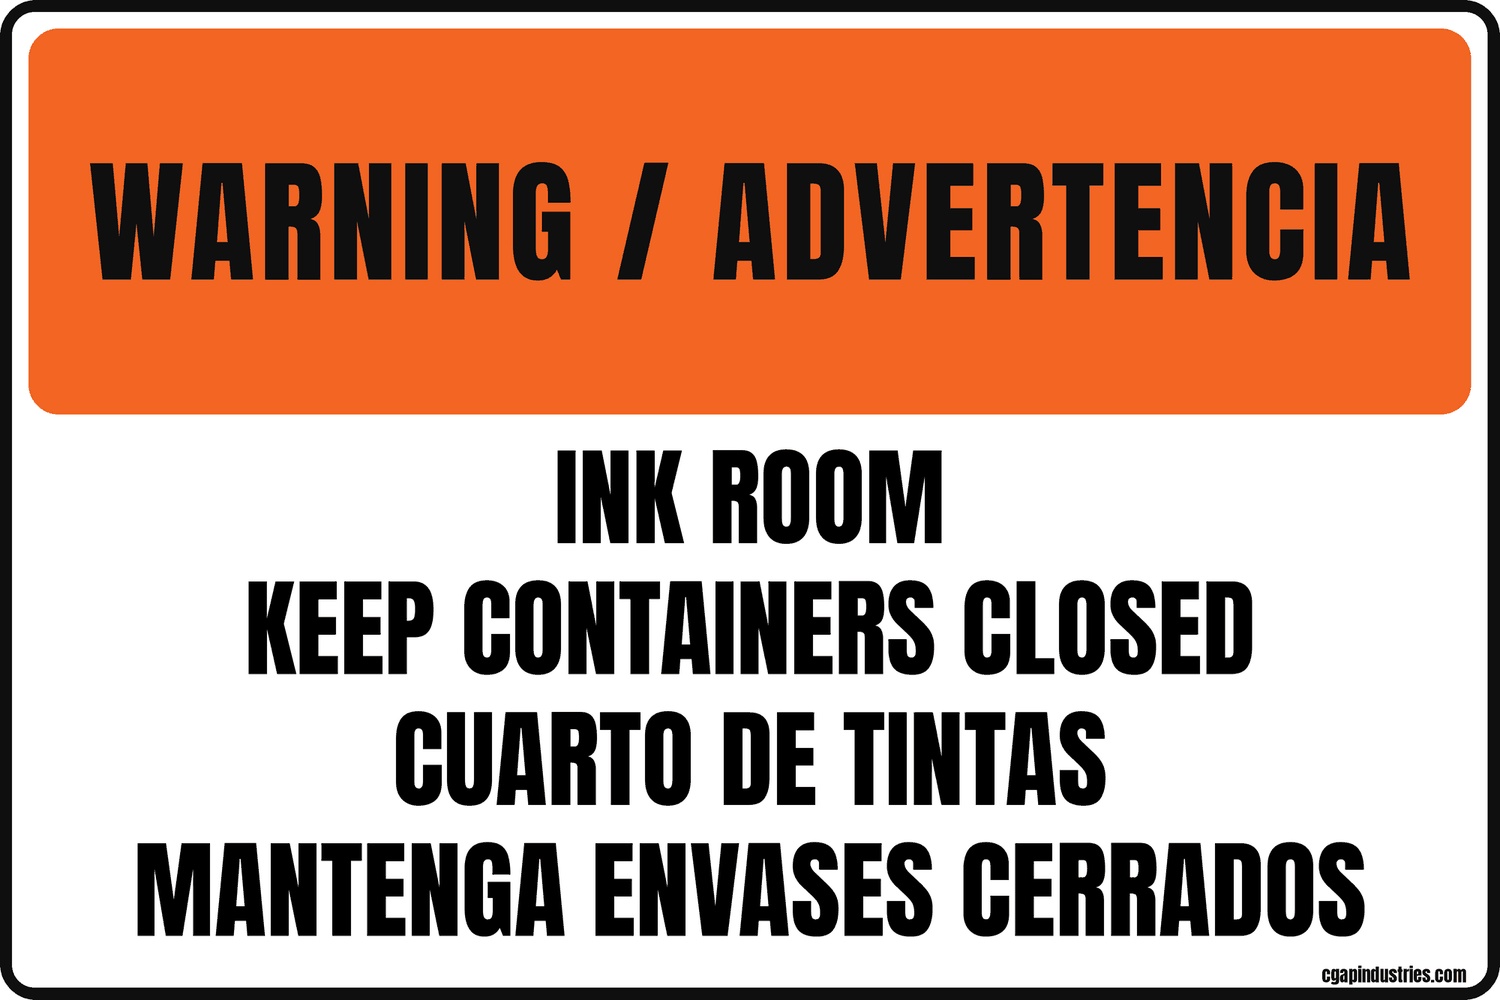 WARNING / ADVERTENCIA
INK ROOM
KEEP CONTAINERS CLOSED
CUARTO DE TINTAS
MANTENGA ENVASES CERRADOS
cgapindustries.com